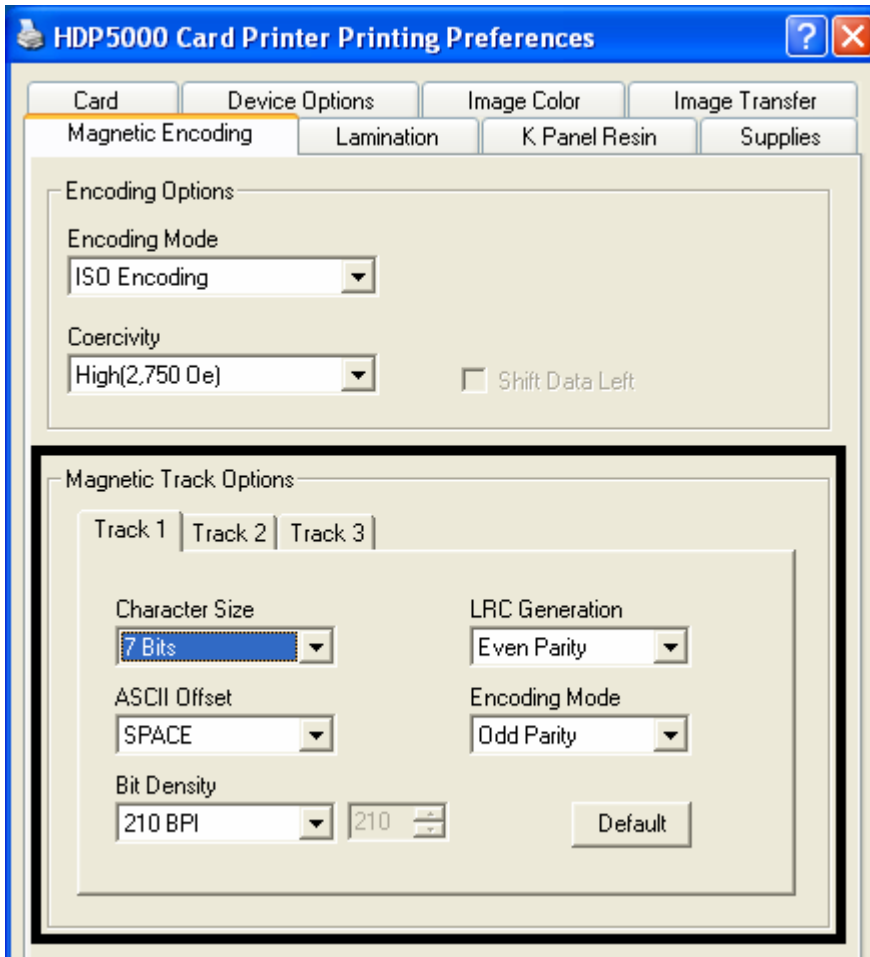 HDP5000 Card Printer Printing Preferences
Card Device Options Image Color Image Transfer
Magnetic Encoding Lamination K Panel Resin Supplies
Encoding Options
Encoding Mode
ISO Encoding
Coercivity
High(2,750 Oe)
Shift Data Left
Magnetic Track Options
Track 1 Track 2 Track 3
Character Size LRC Generation
7 Bits Even Parity
ASCII Offset Encoding Mode
SPACE Odd Parity
Bit Density
210 BPI 210 Default